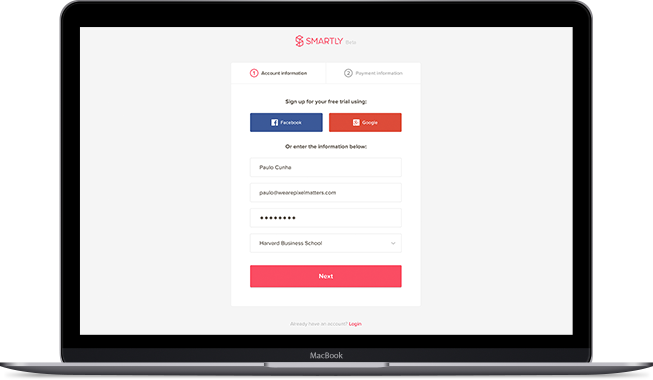 SMARTLY Beta
1 Account information
2 Payment information
Sign up for your free trial using:
Facebook
Google
Or enter the information below:
Paulo Cunha
paulo@wearepixelmatters.com
●●●●●●●●
Harvard Business School
Next
Already have an account? Login
MacBook